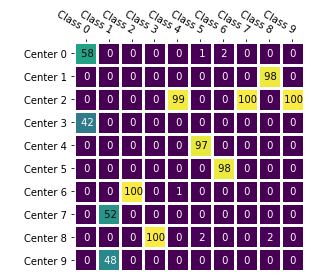 Class 0 Class 1 Class 2 Class 3 Class 4 Class 5 Class 6 Class 7 Class 8 Class 9
Center 0 58 0 0 0 0 1 2 0 0 0
Center 1 0 0 0 0 0 0 0 0 98 0
Center 2 0 0 0 0 99 0 0 100 0 100
Center 3 42 0 0 0 0 0 0 0 0 0
Center 4 0 0 0 0 0 97 0 0 0 0
Center 5 0 0 0 0 0 0 98 0 0 0
Center 6 0 0 100 0 1 0 0 0 0 0
Center 7 0 52 0 0 0 0 0 0 0 0
Center 8 0 0 0 100 0 2 0 0 2 0
Center 9 0 48 0 0 0 0 0 0 0 0